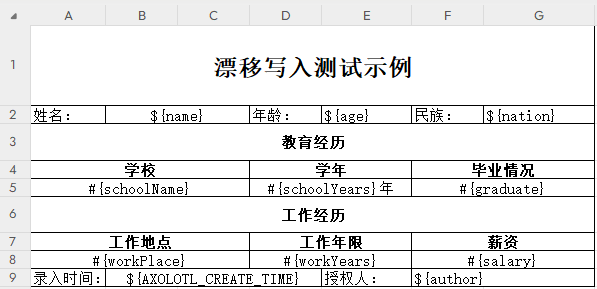 A B C D E F G
1 漂移写入测试示例
2 姓名: ${name} 年龄: ${age} 民族: ${nation}
3 教育经历
4 学校 学年 毕业情况
5 #{schoolName} #{schoolYears}年 #{graduate}
6 工作经历
7 工作地点 工作年限 薪资
8 #{workPlace} #{workYears} #{salary}
9 录入时间: ${AXOLOTL_CREATE_TIME} 授权人: ${author}